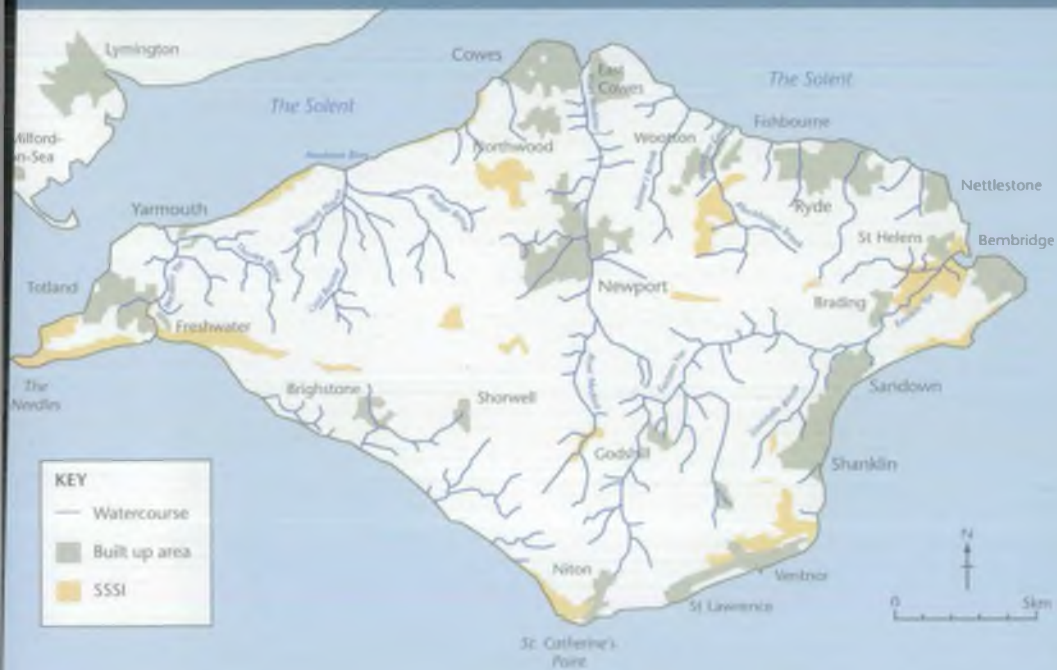 Lymington
Milford-
on-Sea
The Solent
Cowes
East
Cowes
The Solent
Northwood
Wootton
Fishbourne
Ryde
Nettlestone
St Helens
Bembridge
Yarmouth
Totland
Freshwater
The
Needles
Newport
Brading
Sandown
Brighstone
Shorwell
Godshill
Shanklin
Niton
Ventnor
St Lawrence
St. Catherine's
Point
KEY
Watercourse
Built up area
SSSI
N
0 5km